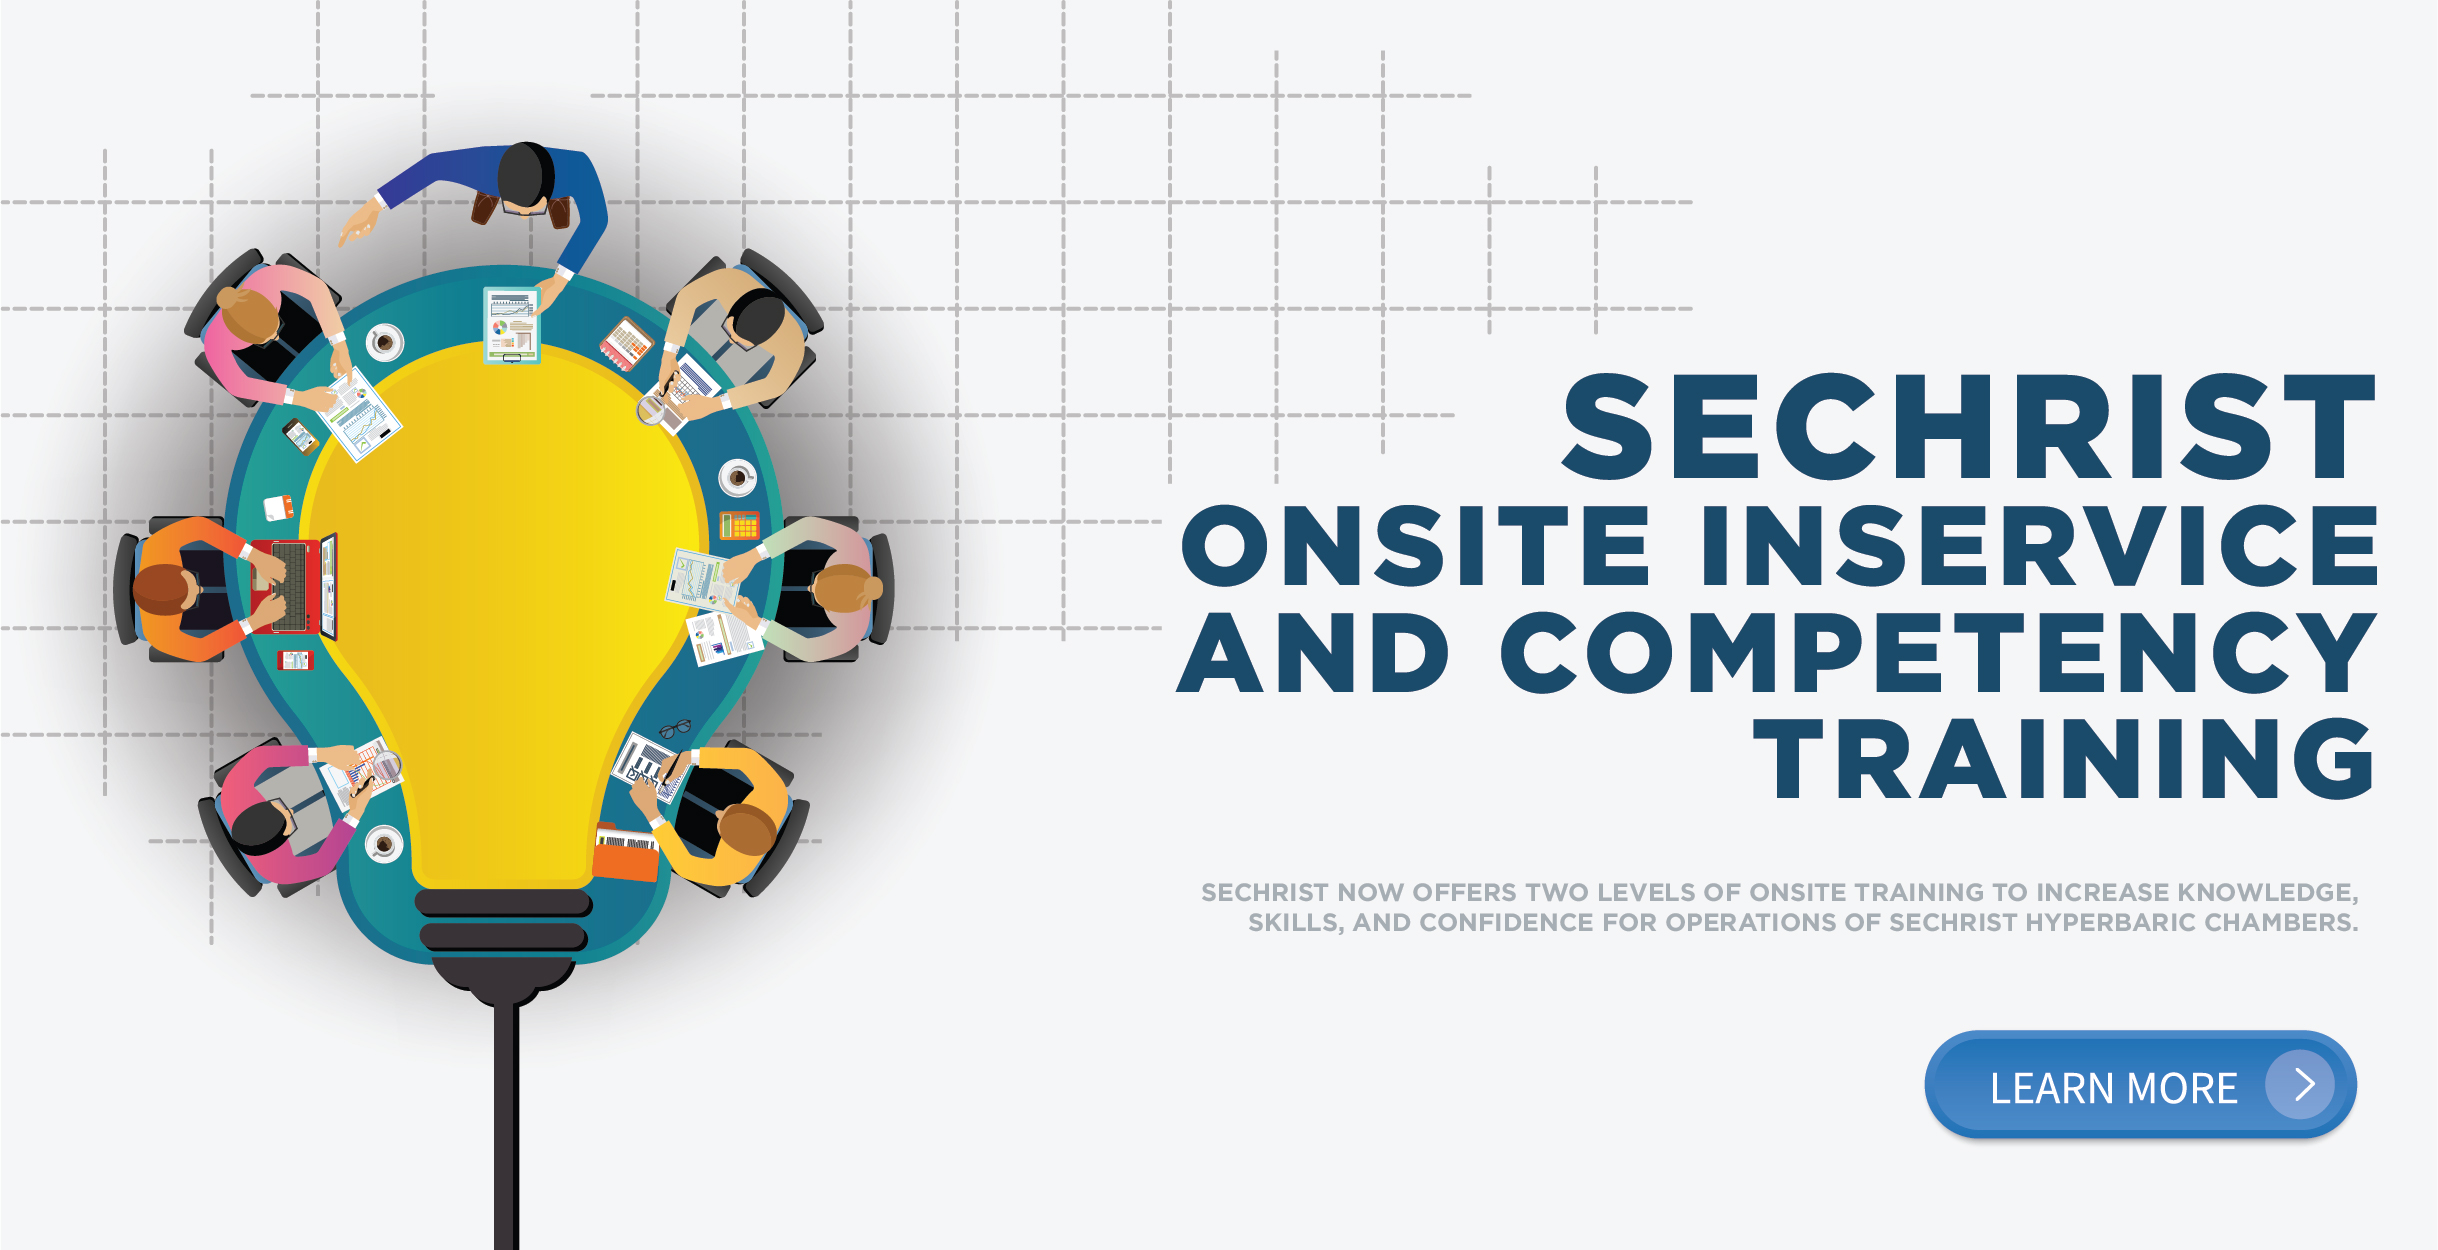 SECHRIST
ONSITE INSERVICE
AND COMPETENCY
TRAINING
SECHRIST NOW OFFERS TWO LEVELS OF ONSITE TRAINING TO INCREASE KNOWLEDGE,
SKILLS, AND CONFIDENCE FOR OPERATIONS OF SECHRIST HYPERBARIC CHAMBERS.
LEARN MORE